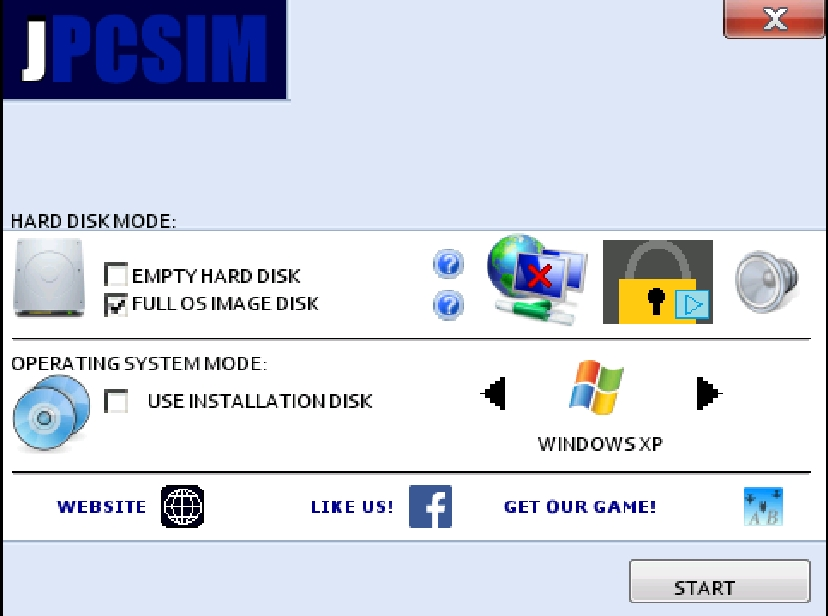 JPCSIM
X
HARD DISK MODE:
EMPTY HARD DISK
?
FULL OS IMAGE DISK
?
OPERATING SYSTEM MODE:
USE INSTALLATION DISK
WINDOWS XP
WEBSITE
LIKE US!
f
GET OUR GAME!
A B
START